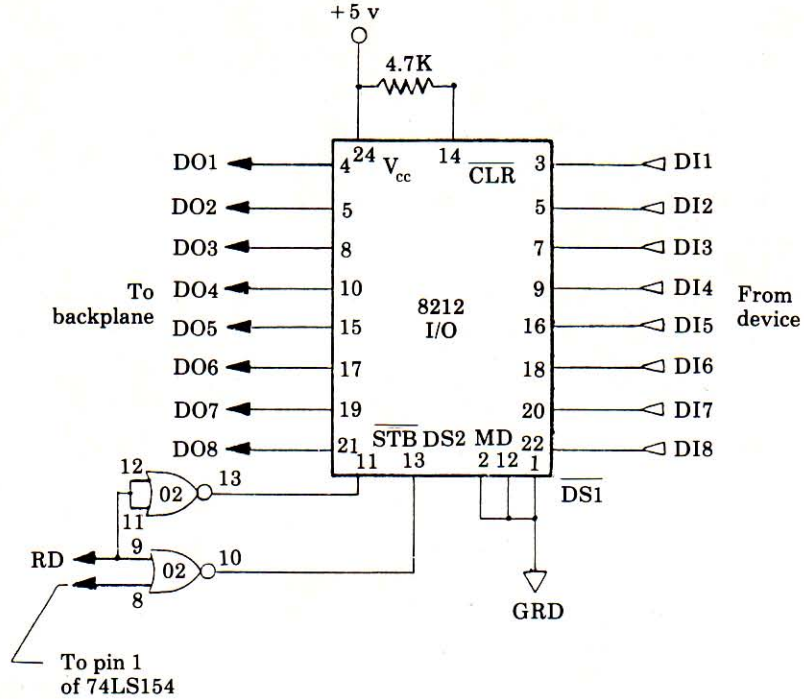 +5 v
4.7K
DO1 4 24 Vcc 14 CLR 3 DI1
DO2 5 5 DI2
DO3 8 7 DI3
To backplane
DO4 10 9 DI4
From device
8212
I/O
DO5 15 16 DI5
DO6 17 18 DI6
DO7 19 20 DI7
DO8 21 STB DS2 MD 22 DI8
11 13 2 12 1
DS1
12
02
13
11
RD
9
02
10
8
GRD
To pin 1
of 74LS154